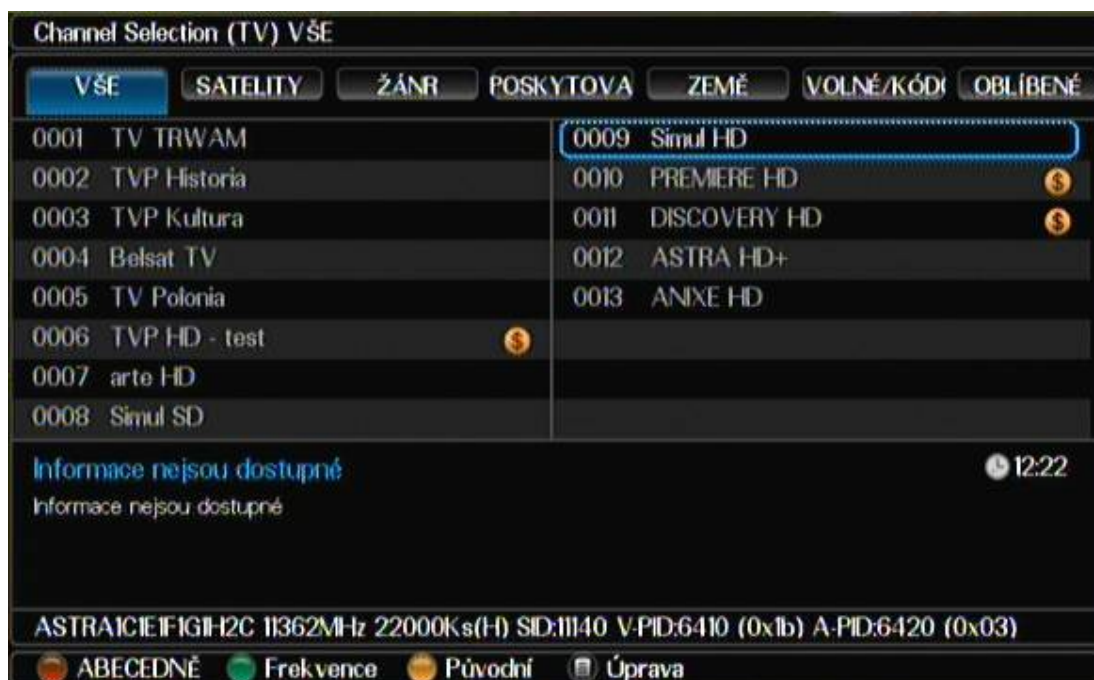 Channel Selection (TV) VŠE
VŠE SATELITY ŽÁNR POSKYTOVA ZEMĚ VOLNÉ/KÓD( OBLÍBENÉ
0001 TV TRWAM
0002 TVP Historia
0003 TVP Kultura
0004 Belsat TV
0005 TV Polonia
0006 TVP HD - test $
0007 arte HD
0008 Simul SD
0009 Simul HD
0010 PREMIERE HD $
0011 DISCOVERY HD $
0012 ASTRA HD+
0013 ANIXE HD
Informace nejsou dostupné 12:22
Informace nejsou dostupné
ASTRA1C1E1F1G1H2C 11362MHz 22000Ks(H) SID:11140 V-PID:6410 (0x1b) A-PID:6420 (0x03)
ABECEDNĚ Frekvence Původní Úprava